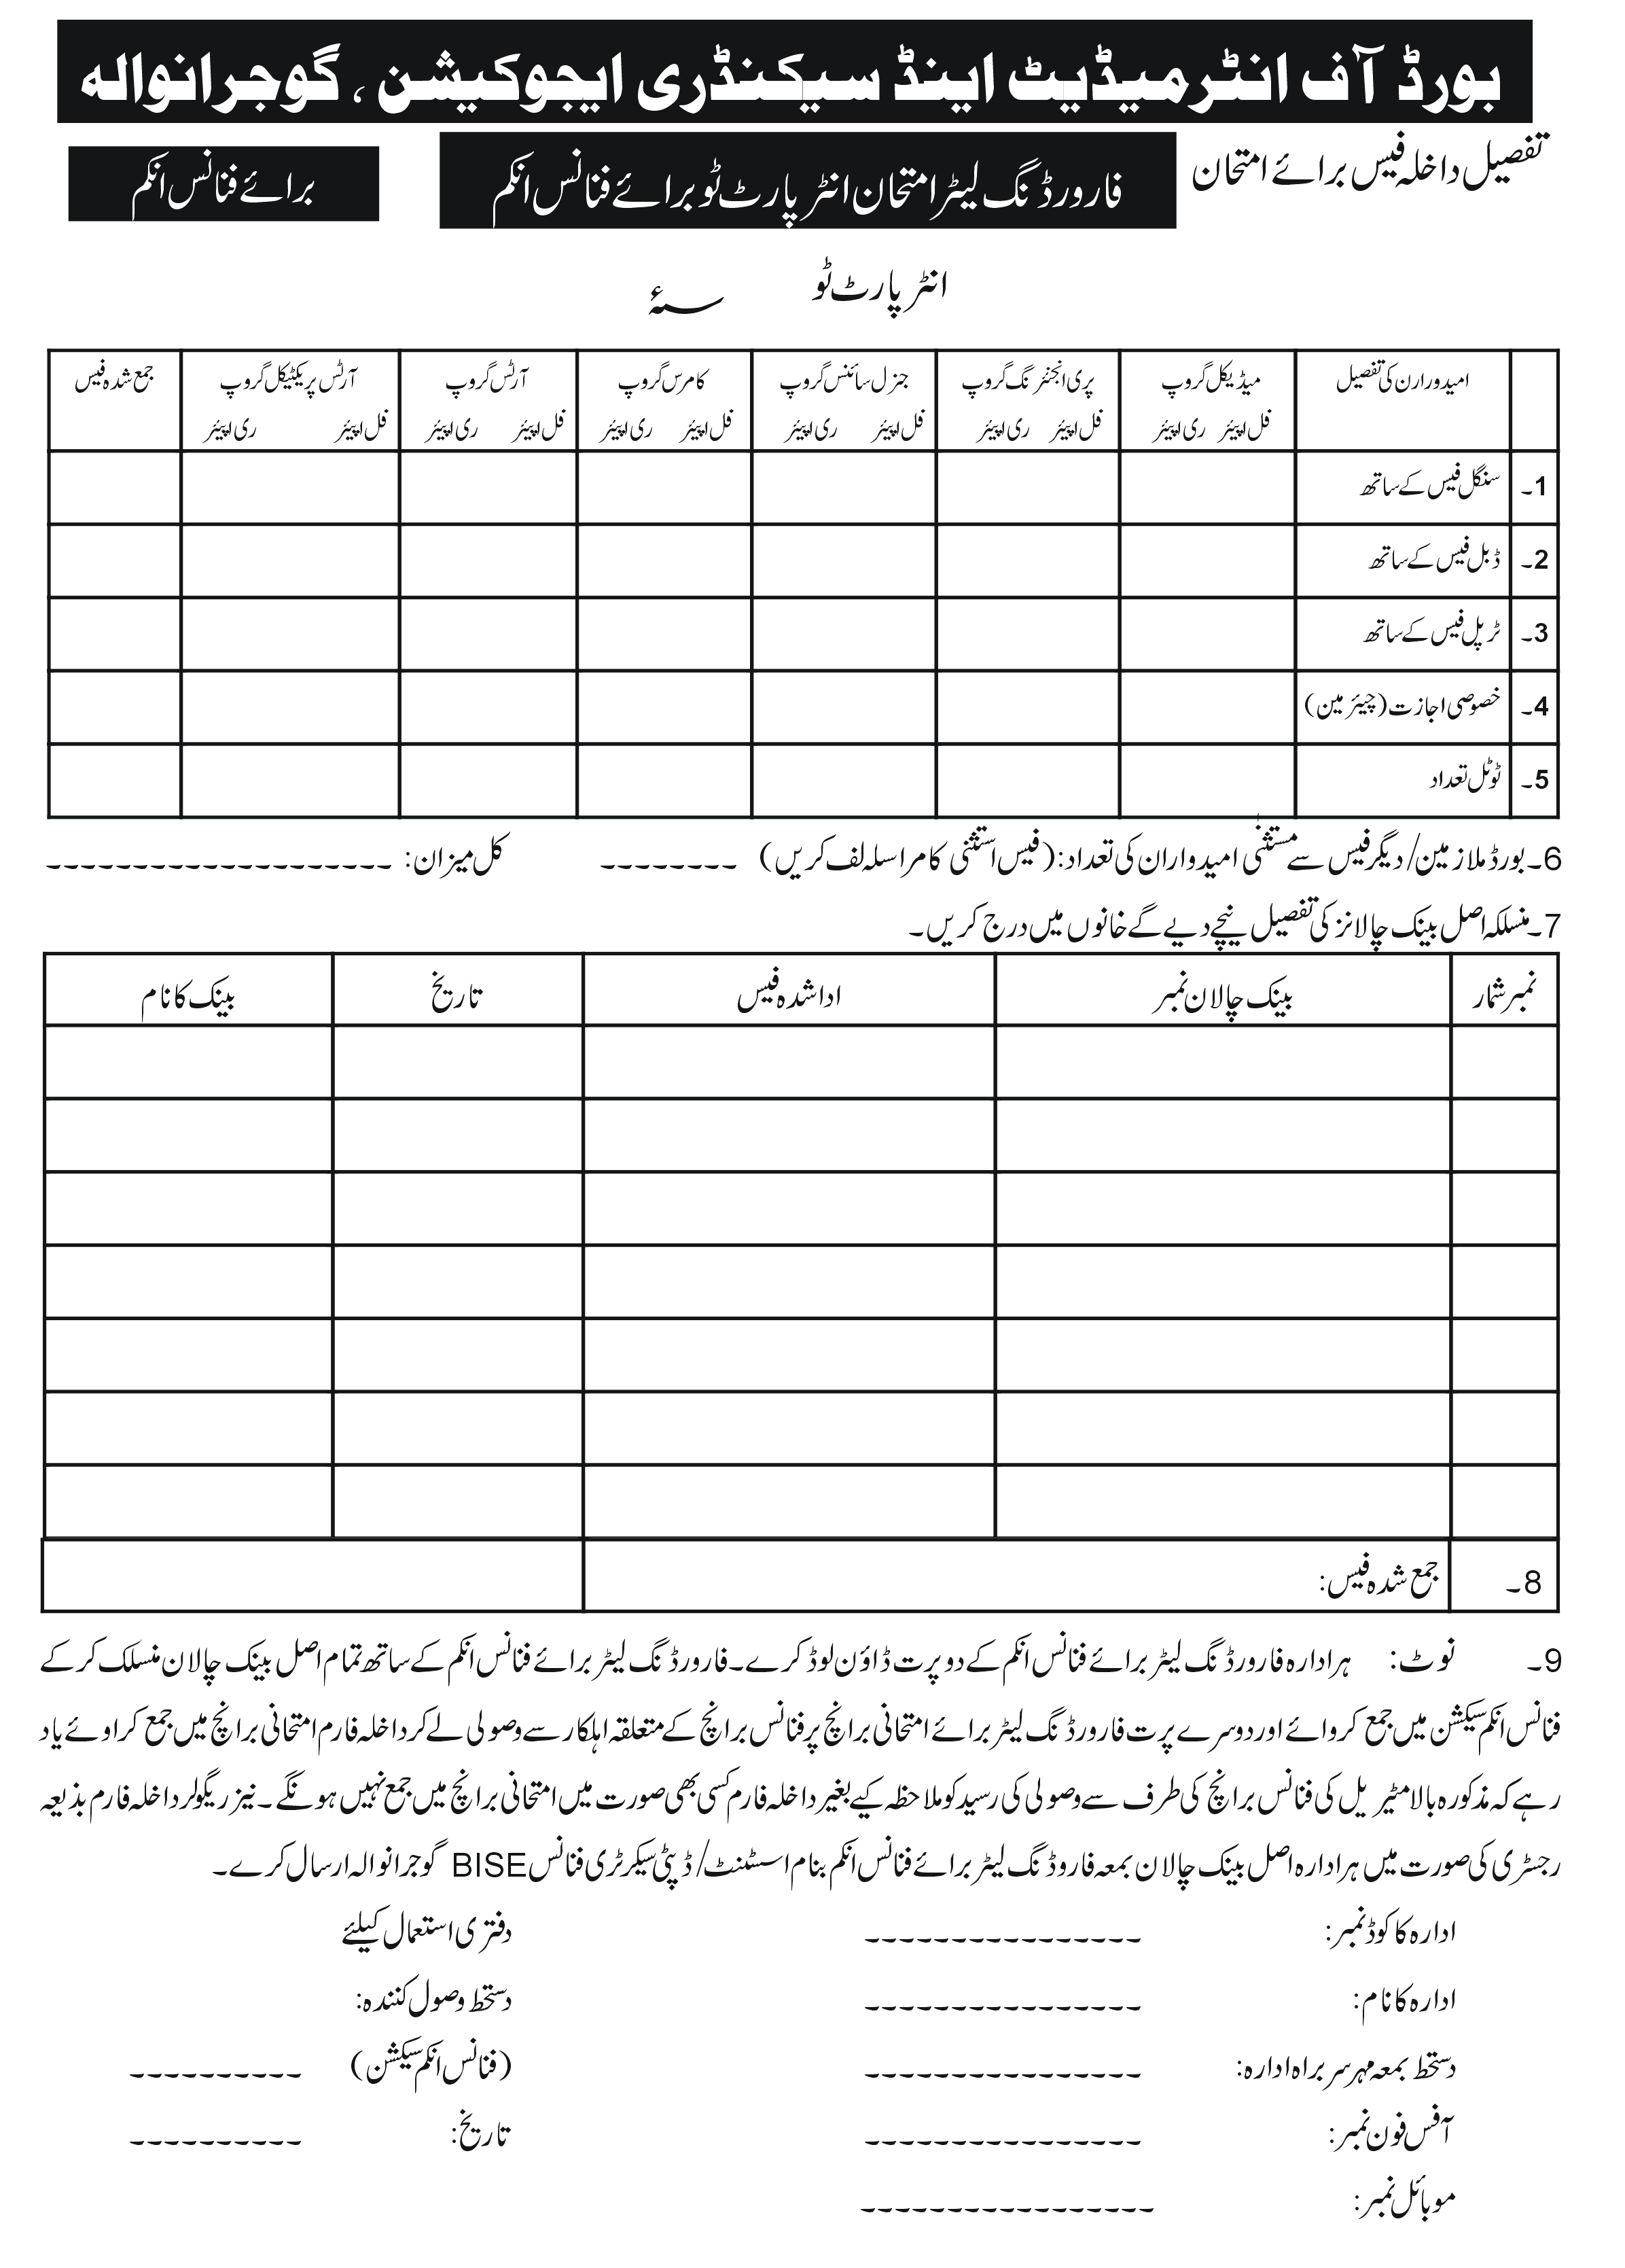 بورڈ آف انٹرمیڈیٹ اینڈ سیکنڈری ایجوکیشن ، گوجرانوالہ
تفصیل داخلہ فیس برائے امتحان فارورڈنگ لیٹر امتحان انٹر پارٹ ٹو برائے فنانس انکم برائے فنانس انکم
انٹر پارٹ ٹو ؁ء
امیدورارن کی تفصیل میڈیکل گروپ پری انجنئرنگ گروپ جنرل سائنس گروپ کامرس گروپ آرٹس گروپ آرٹس پریکٹیکل گروپ جمع شدہ فیس
فل اپیئر ری اپیئر فل اپیئر ری اپیئر فل اپیئر ری اپیئر فل اپیئر ری اپیئر فل اپیئر ری اپیئر فل اپیئر ری اپیئر
1۔ سنگل فیس کے ساتھ
2۔ ڈبل فیس کے ساتھ
3۔ ٹرپل فیس کے ساتھ
4۔ خصوصی اجازت (چیئرمین)
5۔ ٹوٹل تعداد
6۔ بورڈ ملازمین/دیگر فیس سے مستثنٰی امیدواران کی تعداد: (فیس استثنی کا مراسلہ لف کریں) -------- کل میزان: --------------------
7۔ منسلکہ اصل بینک چالانز کی تفصیل نیچے دیے گے خانوں میں درج کریں۔
نمبر شمار بینک چالان نمبر ادا شدہ فیس تاریخ بینک کا نام
8۔ جمع شدہ فیس:
9۔ نوٹ: ہر ادارہ فارورڈنگ لیٹر برائے فنانس انکم کے دو پرت ڈاؤن لوڈ کرے۔ فارورڈنگ لیٹر برائے فنانس انکم کے ساتھ تمام اصل بینک چالان منسلک کر کے
فنانس انکم سیکشن میں جمع کروائے اور دوسرے پرت فارورڈنگ لیٹر برائے امتحانی برانچ پر فنانس برانچ کے متعلقہ اہلکار سے وصولی لے کر داخلہ فارم امتحانی برانچ میں جمع کراوئے یاد
رہے کہ مذکورہ بالا مٹیریل کی فنانس برانچ کی طرف سے وصولی کی رسید کو ملاحظہ کیے بغیر داخلہ فارم کسی بھی صورت میں امتحانی برانچ میں جمع نہیں ہونگے۔ نیز ریگولر داخلہ فارم بذیعہ
رجسٹری کی صورت میں ہر ادارہ اصل بینک چالان بمعہ فاروڈنگ لیٹر برائے فنانس انکم بنام اسسٹنٹ/ڈپٹی سیکرٹری فنانس BISE گوجرانوالہ ارسال کرے۔
ادارہ کا کوڈ نمبر: ---------------- دفتری استعمال کیلئے
ادارہ کا نام: ---------------- دستخط وصول کنندہ:
دستخط بمعہ مہر سربراہ ادارہ: ---------------- (فنانس انکم سیکشن) ----------
آفس فون نمبر: ---------------- تاریخ: ----------
موبائل نمبر: -----------------